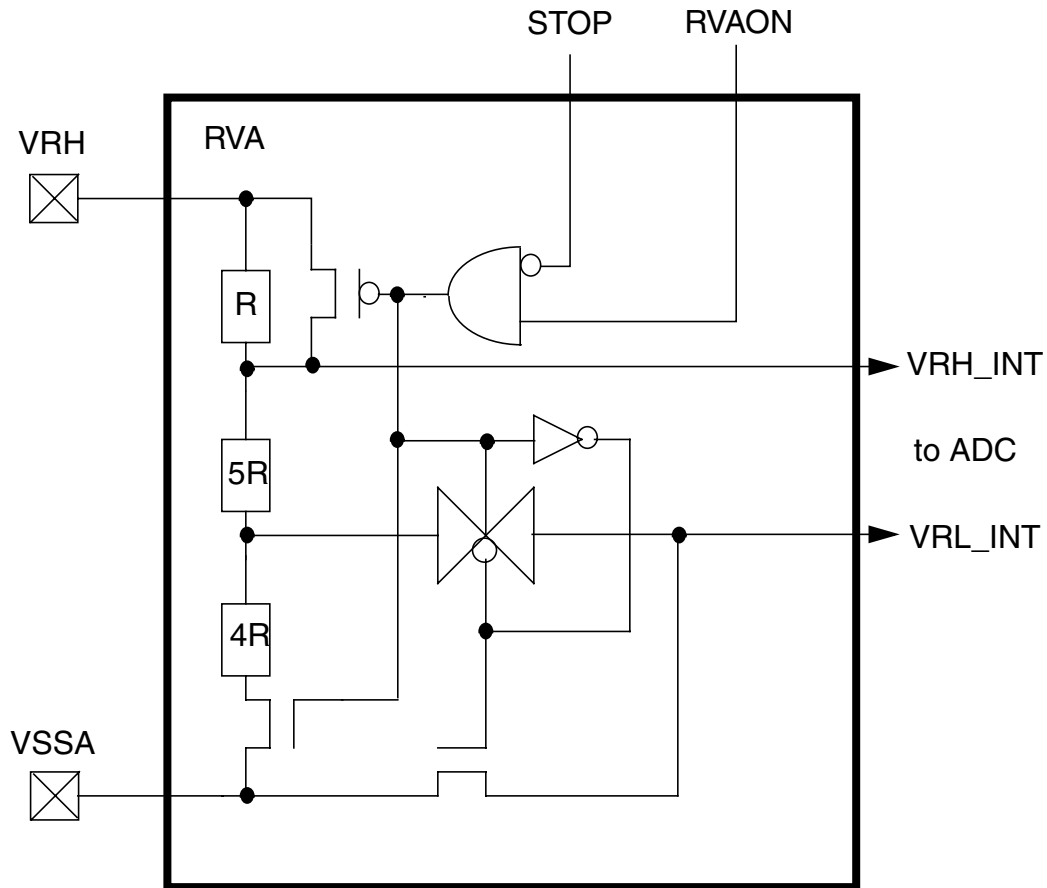 STOP
RVAON
VRH
RVA
R
VRH_INT
to ADC
5R
VRL_INT
4R
VSSA